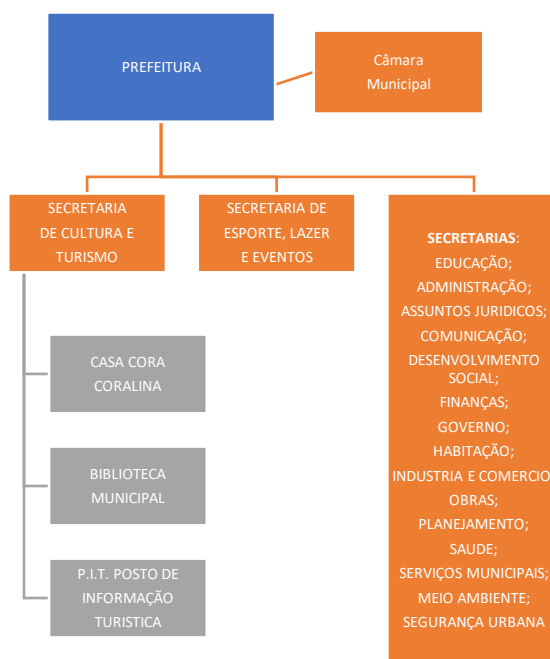 PREFEITURA
Câmara
Municipal
SECRETARIA
DE CULTURA E
TURISMO
SECRETARIA DE
ESPORTE, LAZER
E EVENTOS
SECRETARIAS:
EDUCAÇÃO;
ADMINISTRAÇÃO;
ASSUNTOS JURIDICOS;
COMUNICAÇÃO;
DESENVOLVIMENTO
SOCIAL;
FINANÇAS;
GOVERNO;
HABITAÇÃO;
INDUSTRIA E COMERCIO
OBRAS;
PLANEJAMENTO;
SAUDE;
SERVIÇOS MUNICIPAIS;
MEIO AMBIENTE;
SEGURANÇA URBANA
CASA CORA
CORALINA
BIBLIOTECA
MUNICIPAL
P.I.T. POSTO DE
INFORMAÇÃO
TURISTICA